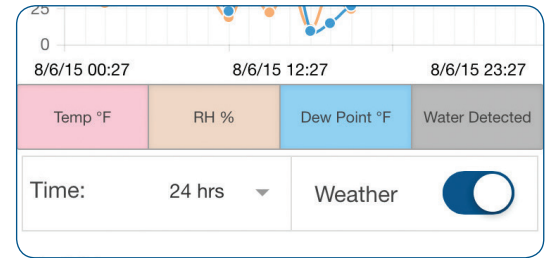 25
0
8/6/15 00:27 8/6/15 12:27 8/6/15 23:27
Temp °F RH % Dew Point °F Water Detected
Time: 24 hrs Weather